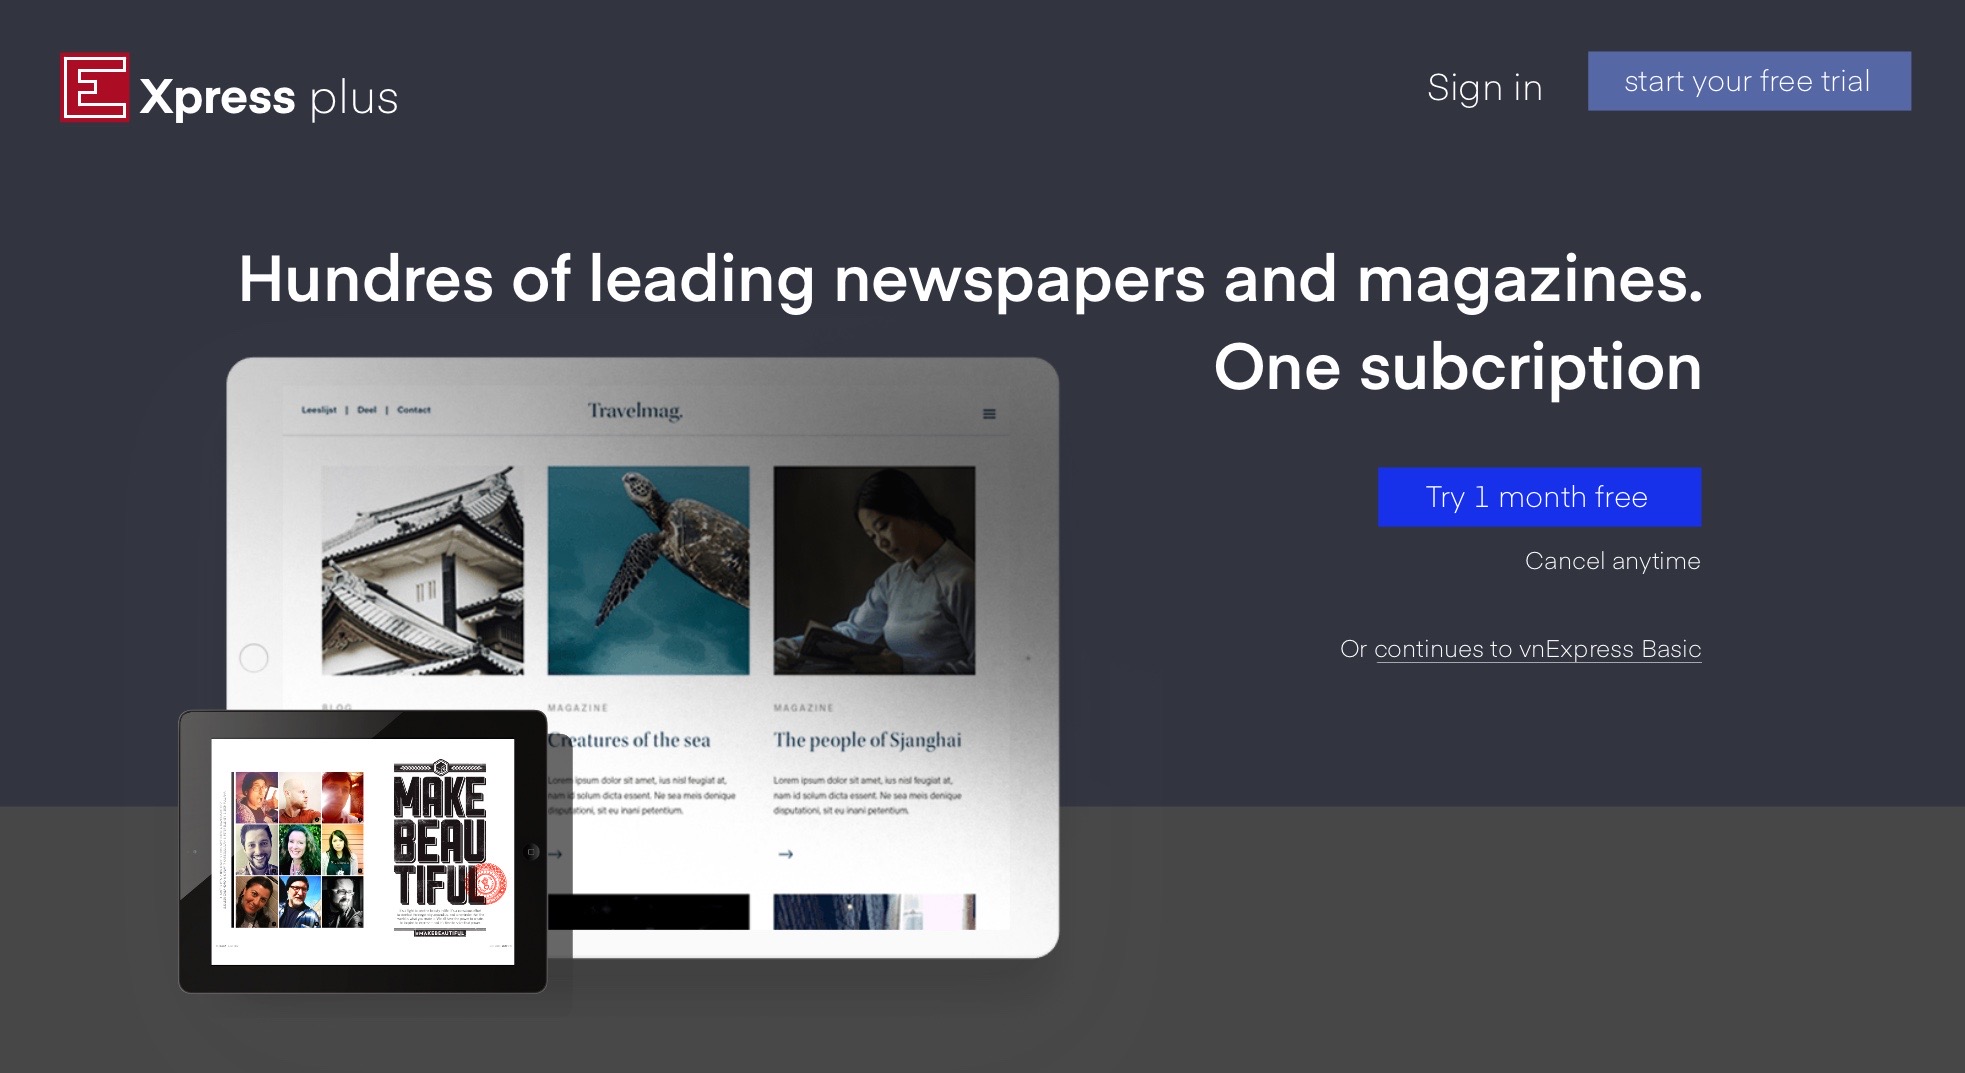 E Xpress plus
Sign in
start your free trial
Hundres of leading newspapers and magazines.
One subcription
Try 1 month free
Cancel anytime
Or continues to vnExpress Basic
Leeslijst | Deel | Contact
Travelmag.
BLOG
MAGAZINE
MAGAZINE
Creatures of the sea
The people of Sjanghai
Lorem ipsum dolor sit amet, ius nisl feugiat at,
nam id solum dicta essent. Ne sea meis denique
disputationi, sit eu inani petentium.
Lorem ipsum dolor sit amet, ius nisl feugiat at,
nam id solum dicta essent. Ne sea meis denique
disputationi, sit eu inani petentium.
MAKE
BEAU
TIFUL
#MAKEBEAUTIFUL